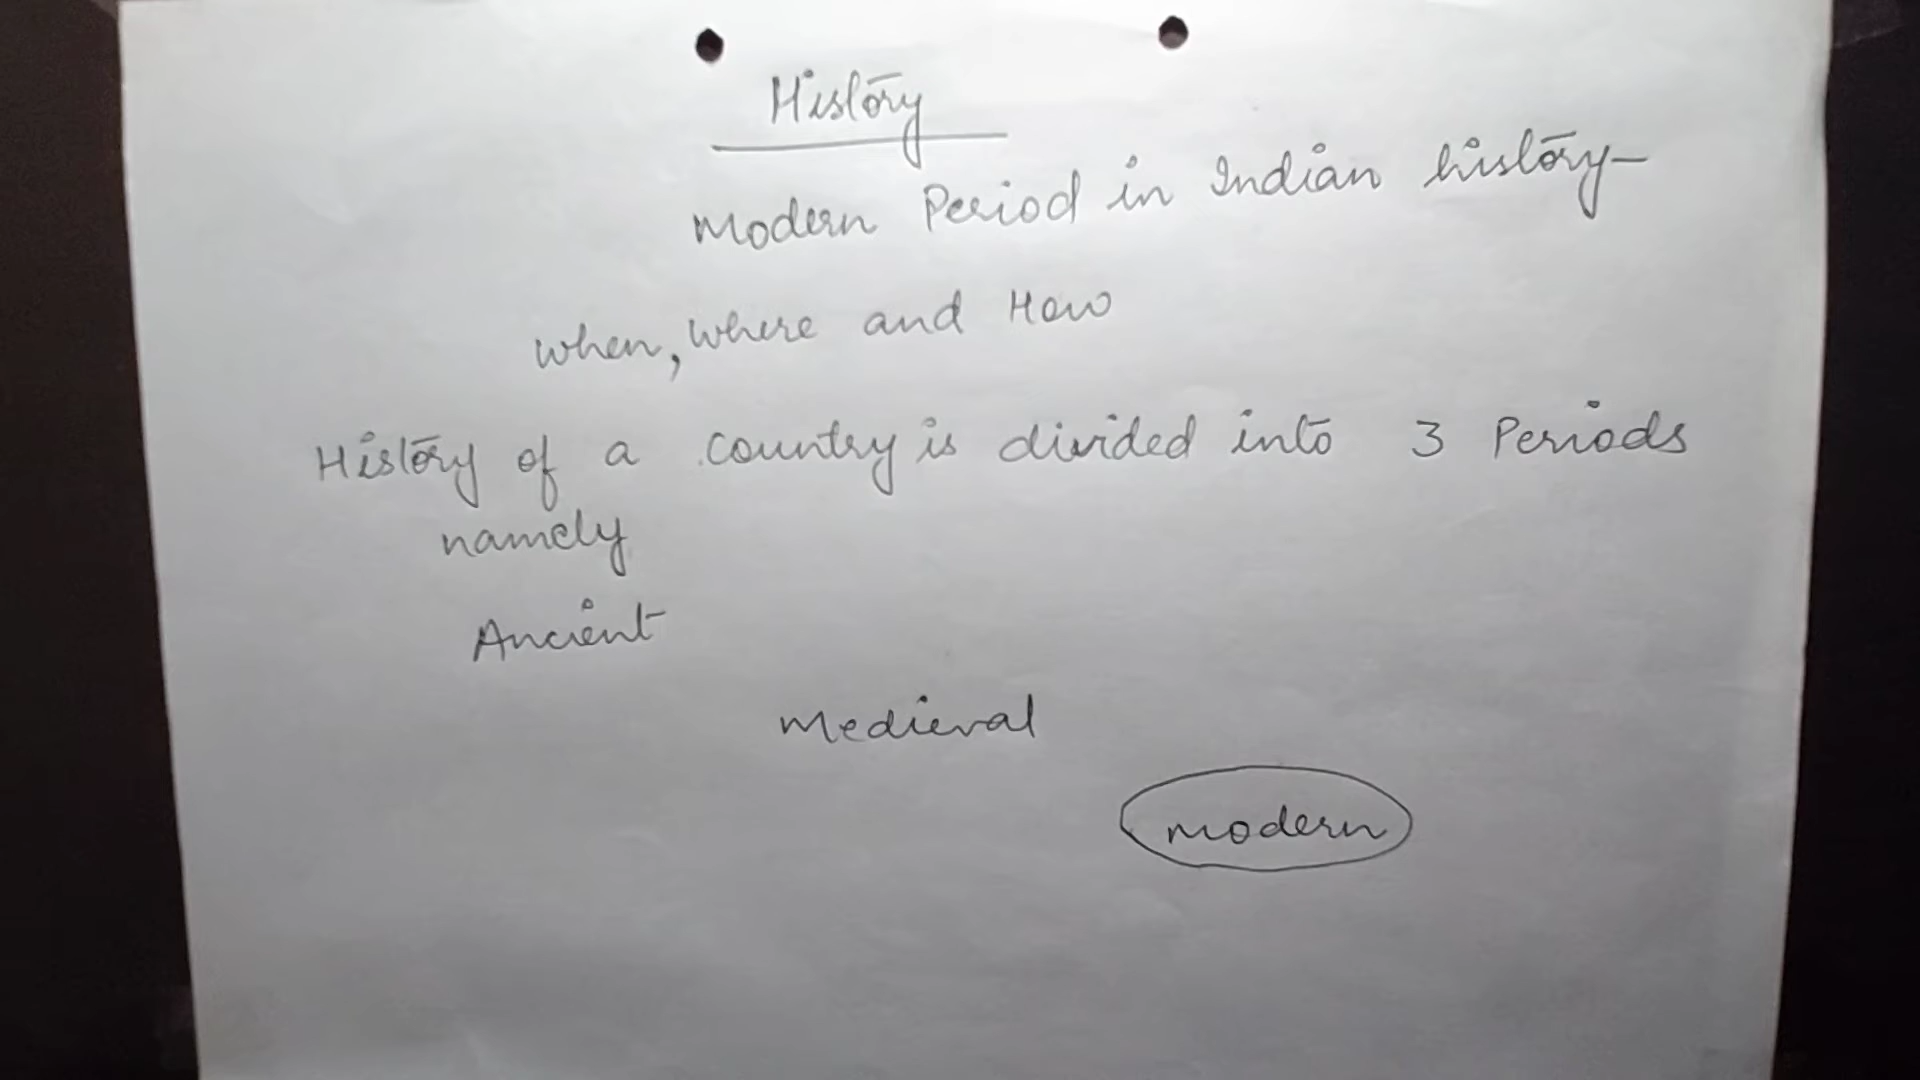 History
Modern Period in Indian history-
when, where and How
History of a country is divided into 3 Periods
namely
Ancient
Medieval
modern